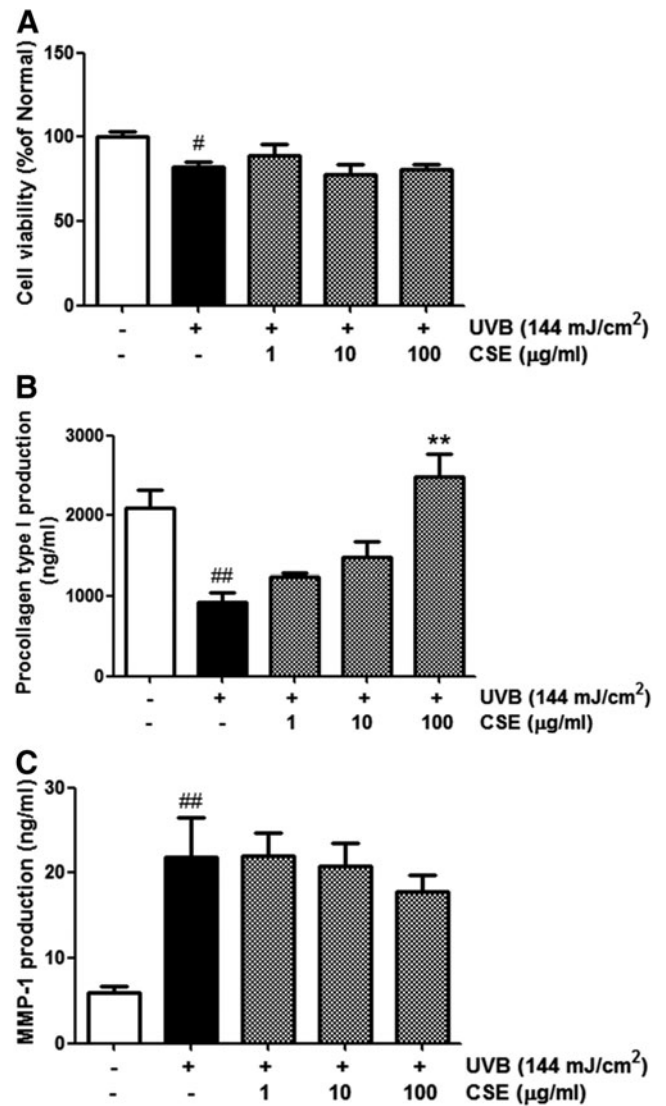 A
Cell viability (%of Normal)
150
100
50
0
#
- + + + + UVB (144 mJ/cm²)
- - 1 10 100 CSE (μg/ml)
B
Procollagen type I production
(ng/ml)
3000
2000
1000
0
##
**
- + + + + UVB (144 mJ/cm²)
- - 1 10 100 CSE (μg/ml)
C
MMP-1 production (ng/ml)
30
20
10
0
##
- + + + + UVB (144 mJ/cm²)
- - 1 10 100 CSE (μg/ml)